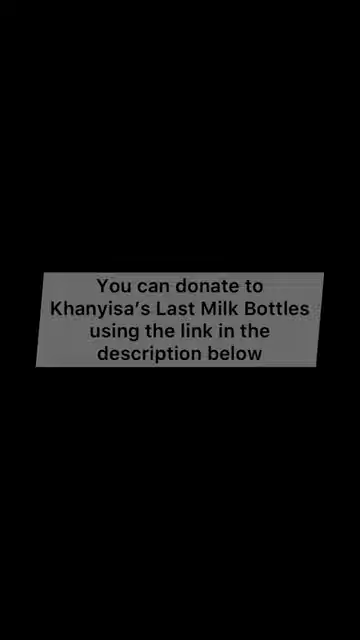 You can donate to
Khanyisa’s Last Milk Bottles
using the link in the
description below